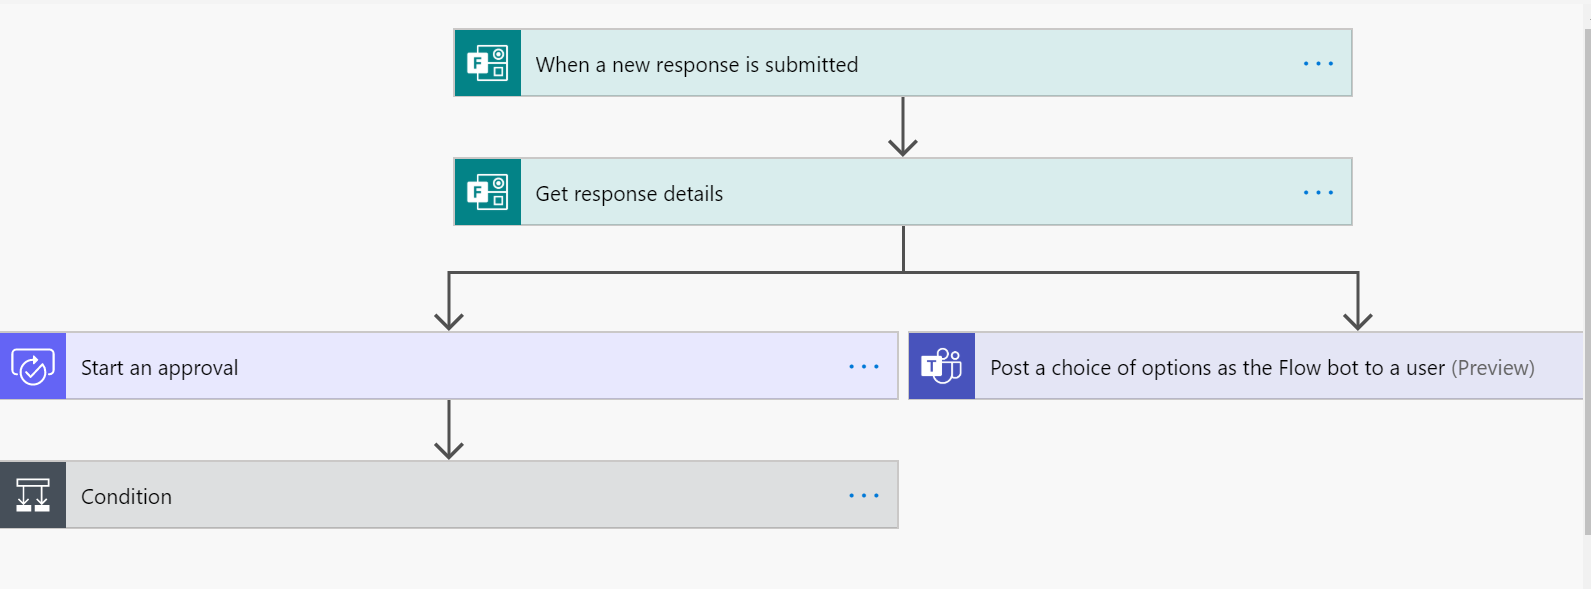 When a new response is submitted
Get response details
Start an approval
Post a choice of options as the Flow bot to a user (Preview)
Condition